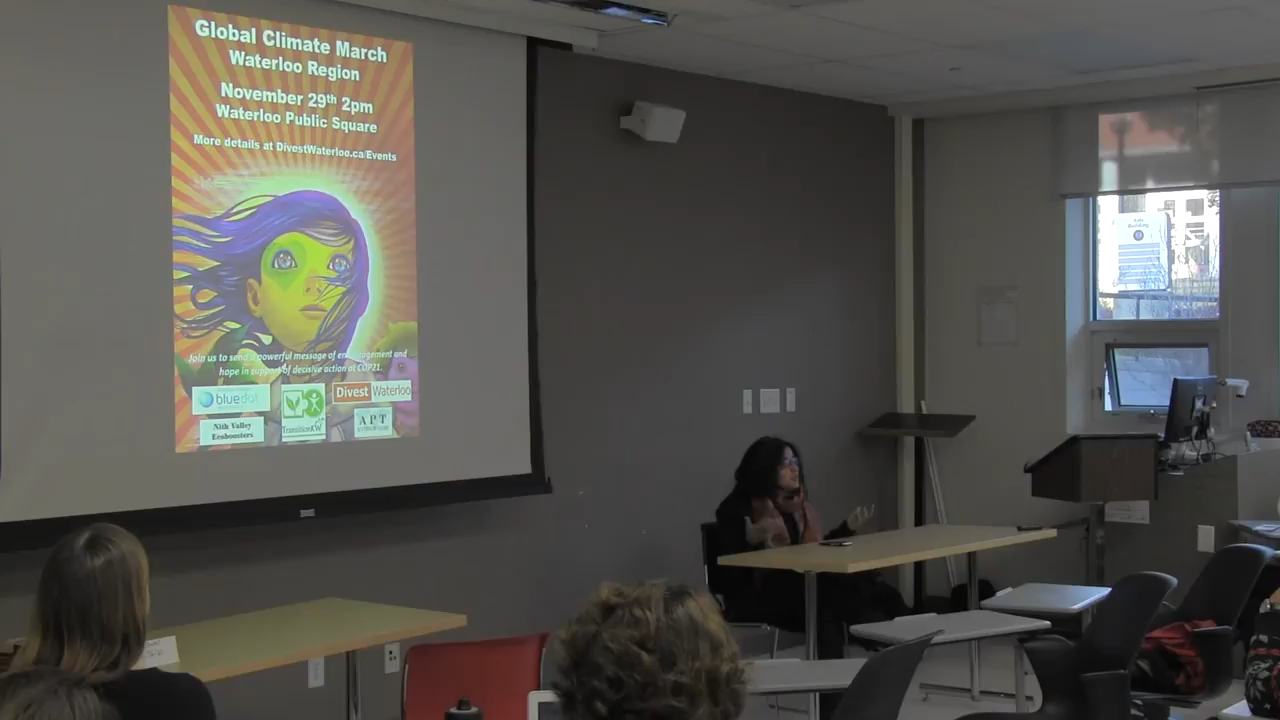 Global Climate March
Waterloo Region
November 29th 2pm
Waterloo Public Square
More details at DivestWaterloo.ca/Events
Join us to send a powerful message of encouragement and
hope in support of decisive action at COP21.
bluedot
Divest Waterloo
TransitionKW
Nith Valley
Ecoboosters
APT